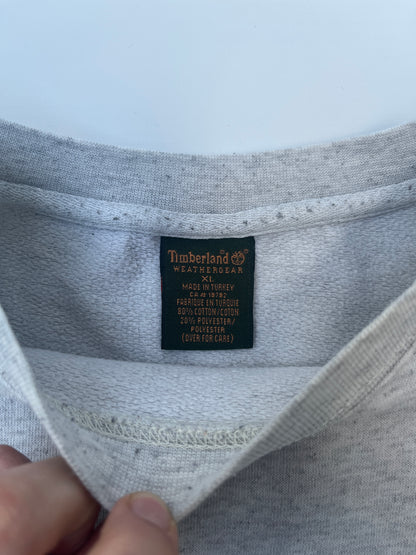 Timberland
WEATHERGEAR
XL
MADE IN TURKEY
CA# 18782
FABRIQUE EN TURQUIE
80% COTTON/COTON
20% POLYESTER/
POLYESTER
(OVER FOR CARE)